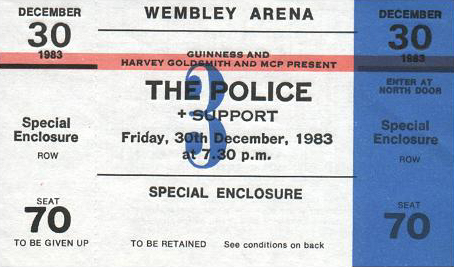 DECEMBER
30
1983
Special
Enclosure
ROW
SEAT
70
TO BE GIVEN UP
WEMBLEY ARENA
GUINNESS AND
HARVEY GOLDSMITH AND MCP PRESENT
3
THE POLICE
+ SUPPORT
Friday, 30th December, 1983
at 7.30 p.m.
SPECIAL ENCLOSURE
TO BE RETAINED See conditions on back
DECEMBER
30
1983
ENTER AT
NORTH DOOR
Special
Enclosure
ROW
SEAT
70